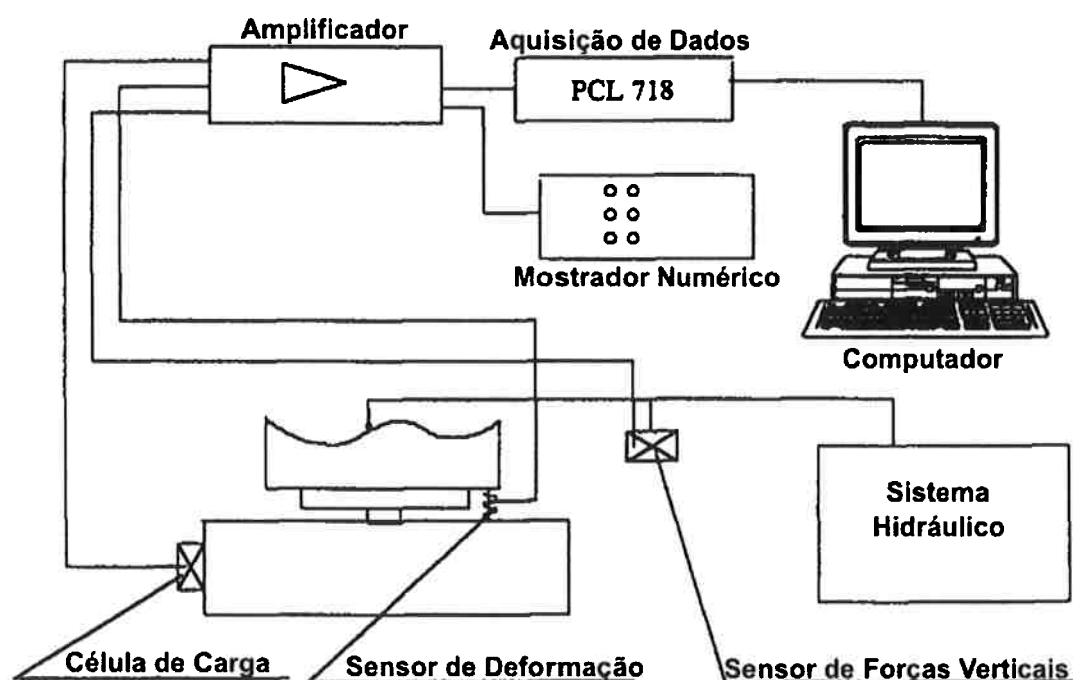 Amplificador
Aquisição de Dados
PCL 718
Mostrador Numérico
Computador
Sistema
Hidráulico
Célula de Carga
Sensor de Deformação
Sensor de Forças Verticais